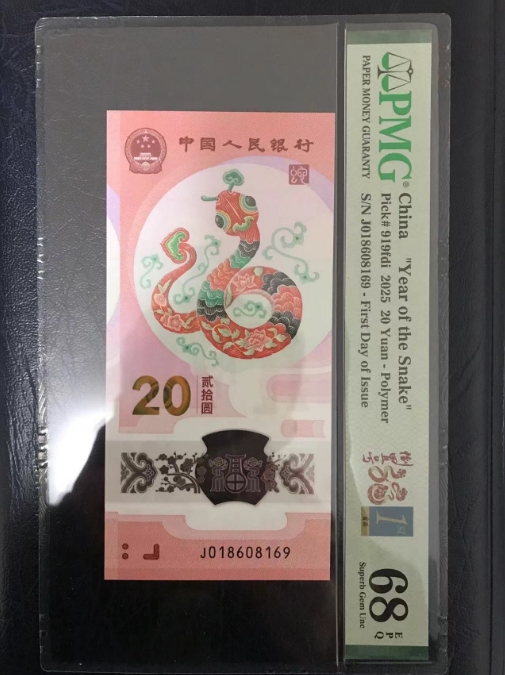 中国人民银行
20
贰拾圆
J018608169
PMG®
PAPER MONEY GUARANTY
China "Year of the Snake"
Pick# 919fdi 2025 20 Yuan - Polymer
S/N J018608169 - First Day of Issue
1st
68 EPQ
Superb Gem Unc